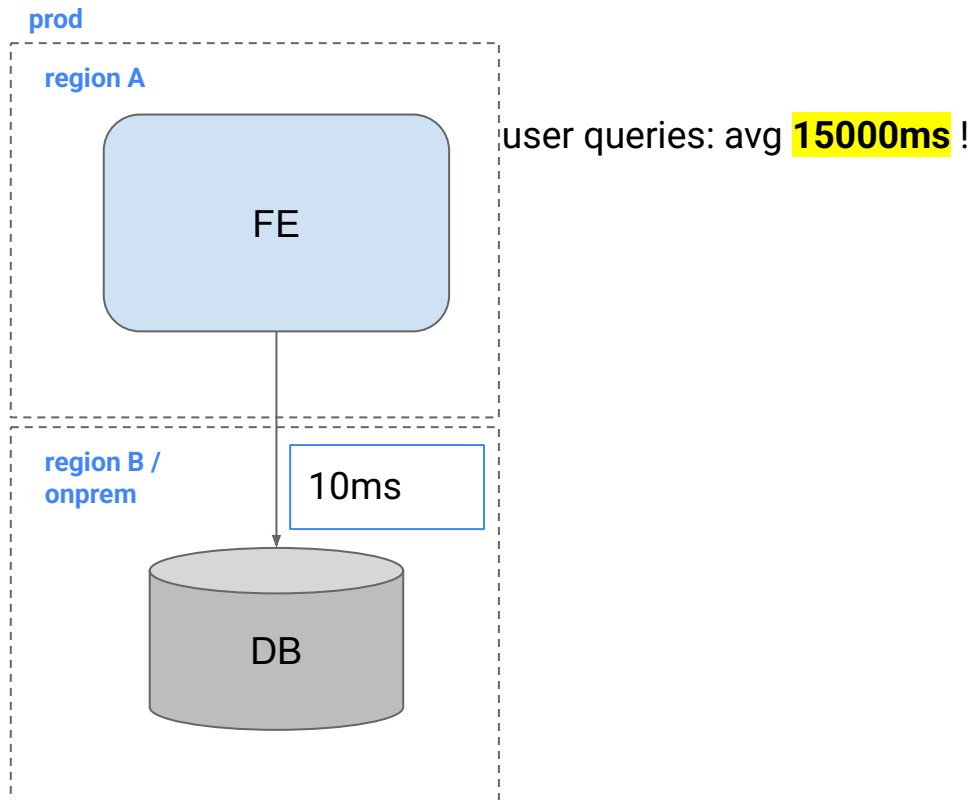 prod
region A
user queries: avg 15000ms !
FE
region B /
onprem
10ms
DB